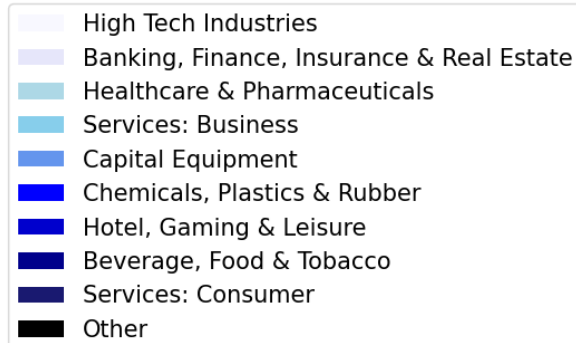 High Tech Industries
Banking, Finance, Insurance & Real Estate
Healthcare & Pharmaceuticals
Services: Business
Capital Equipment
Chemicals, Plastics & Rubber
Hotel, Gaming & Leisure
Beverage, Food & Tobacco
Services: Consumer
Other